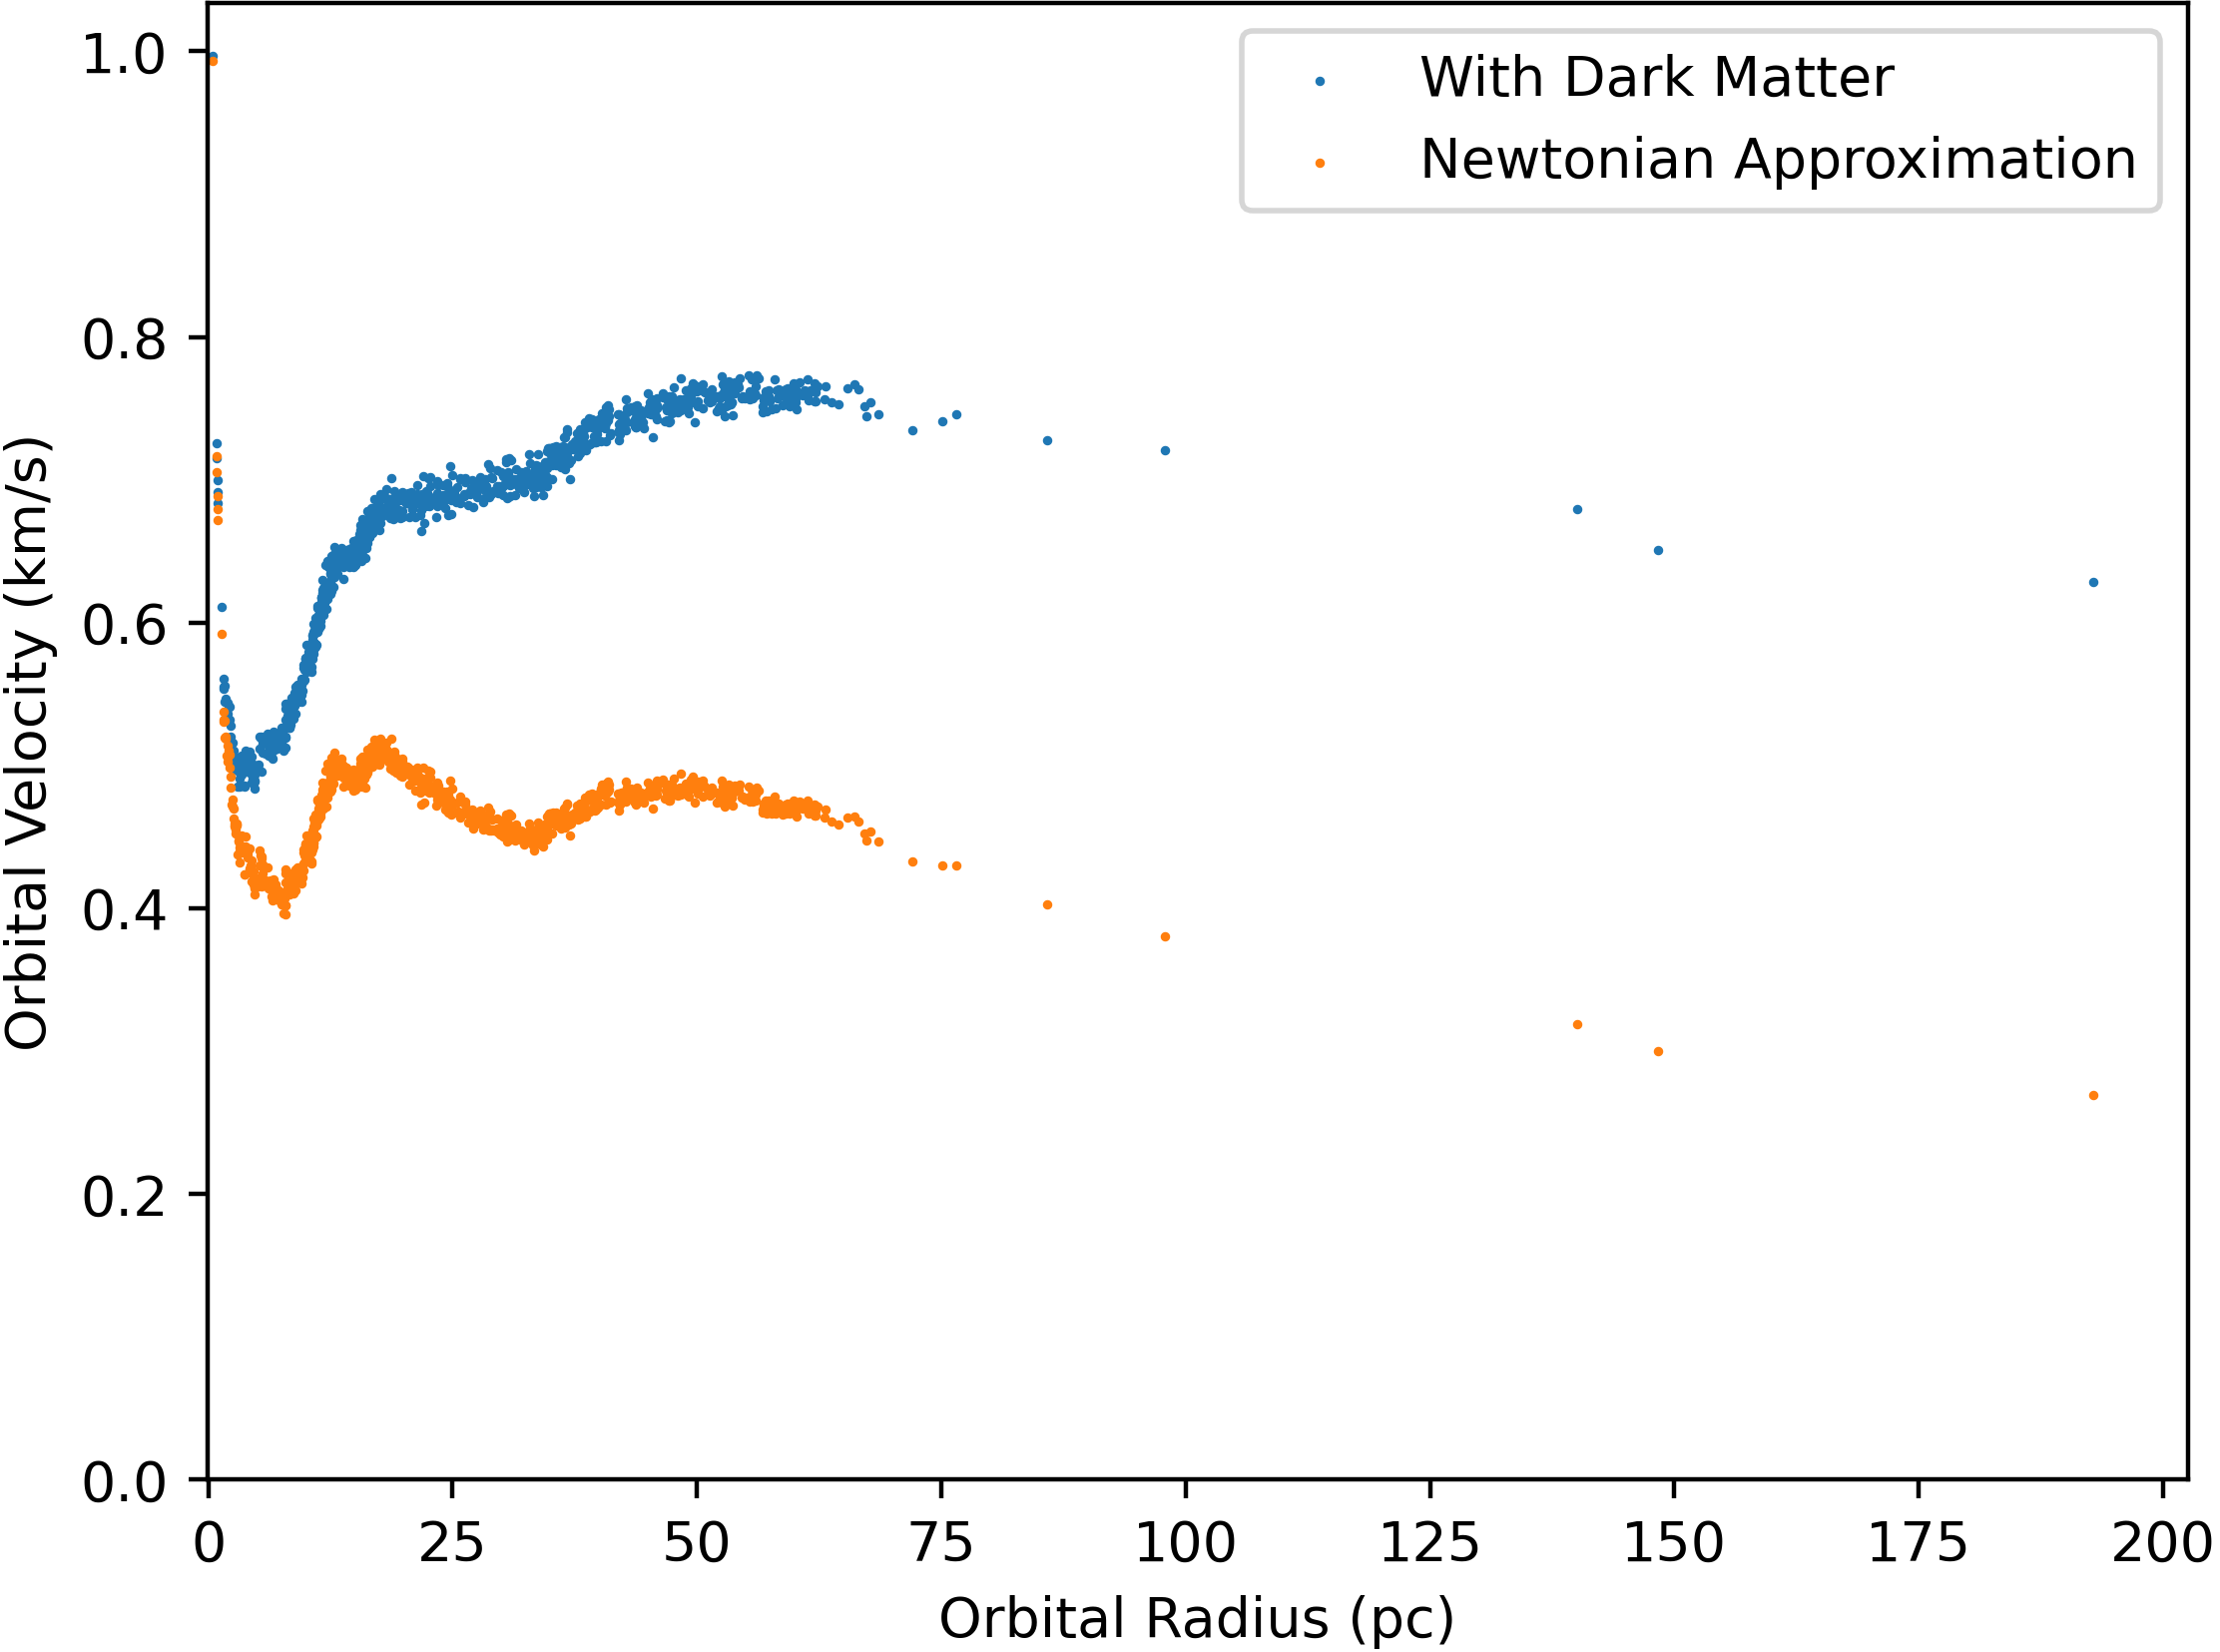 With Dark Matter
Newtonian Approximation
1.0
0.8
0.6
0.4
0.2
0.0
Orbital Velocity (km/s)
0 25 50 75 100 125 150 175 200
Orbital Radius (pc)